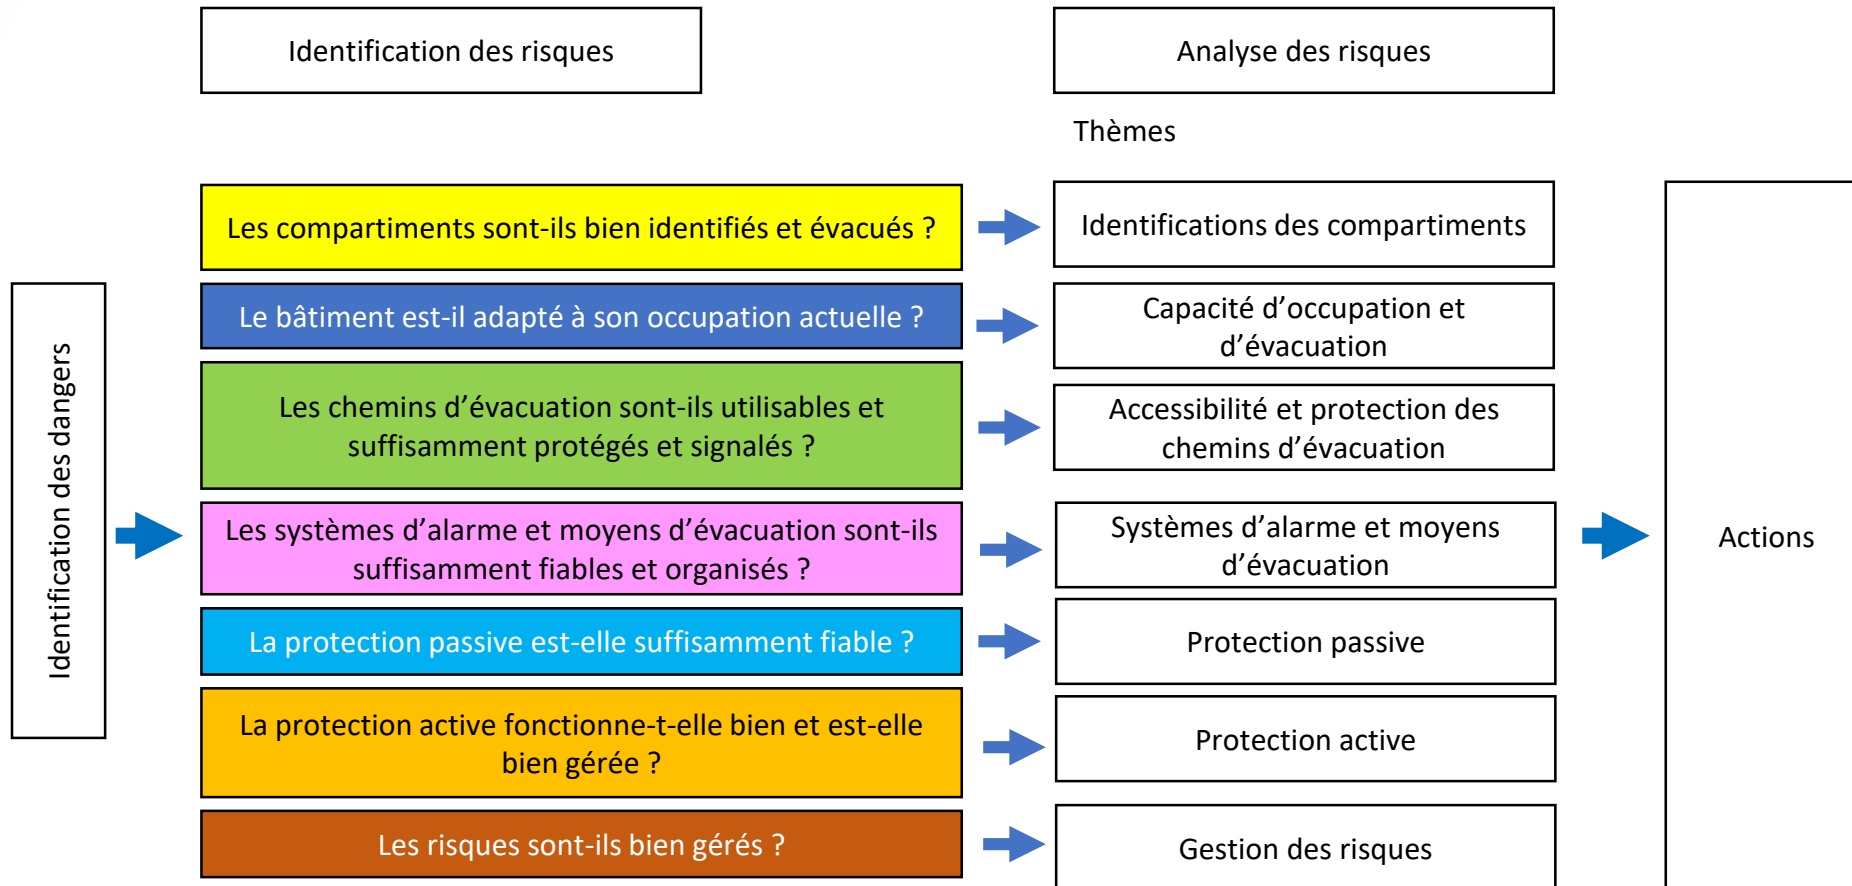 Identification des risques
Analyse des risques
Thèmes
Identification des dangers
Les compartiments sont-ils bien identifiés et évacués ?
Identifications des compartiments
Le bâtiment est-il adapté à son occupation actuelle ?
Capacité d’occupation et
d’évacuation
Les chemins d’évacuation sont-ils utilisables et
suffisamment protégés et signalés ?
Accessibilité et protection des
chemins d’évacuation
Les systèmes d’alarme et moyens d’évacuation sont-ils
suffisamment fiables et organisés ?
Systèmes d’alarme et moyens
d’évacuation
La protection passive est-elle suffisamment fiable ?
Protection passive
La protection active fonctionne-t-elle bien et est-elle
bien gérée ?
Protection active
Les risques sont-ils bien gérés ?
Gestion des risques
Actions